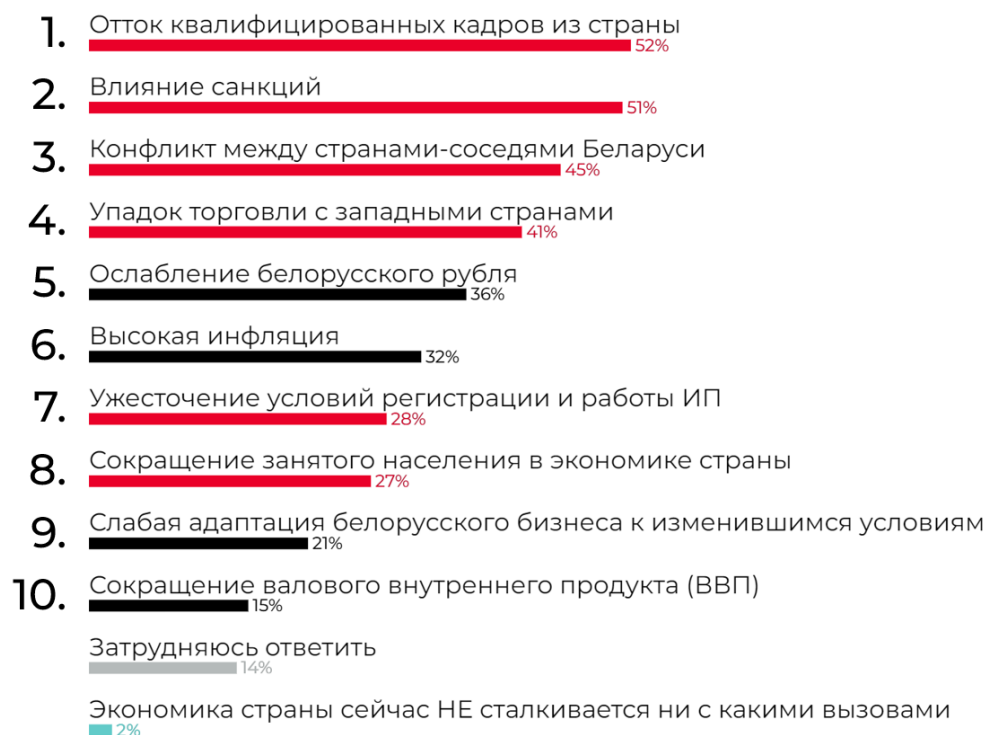 1. Отток квалифицированных кадров из страны
52%
2. Влияние санкций
51%
3. Конфликт между странами-соседями Беларуси
45%
4. Упадок торговли с западными странами
41%
5. Ослабление белорусского рубля
36%
6. Высокая инфляция
32%
7. Ужесточение условий регистрации и работы ИП
28%
8. Сокращение занятого населения в экономике страны
27%
9. Слабая адаптация белорусского бизнеса к изменившимся условиям
21%
10. Сокращение валового внутреннего продукта (ВВП)
15%
Затрудняюсь ответить
14%
Экономика страны сейчас НЕ сталкивается ни с какими вызовами
2%